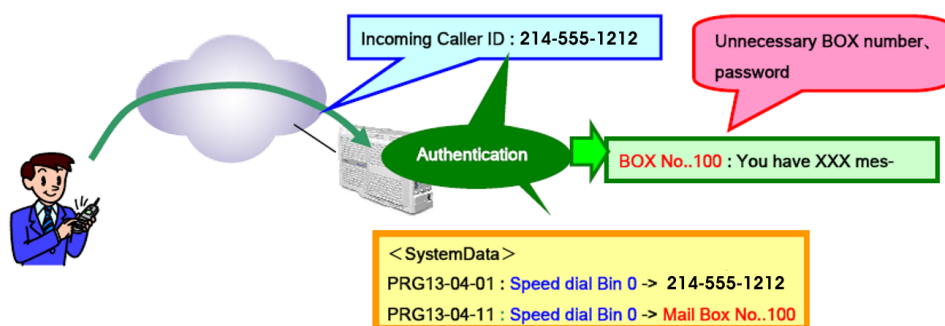 Incoming Caller ID : 214-555-1212
Unnecessary BOX number、
password
Authentication
BOX No..100 : You have XXX mes-
＜SystemData＞
PRG13-04-01 : Speed dial Bin 0 -> 214-555-1212
PRG13-04-11 : Speed dial Bin 0 -> Mail Box No..100